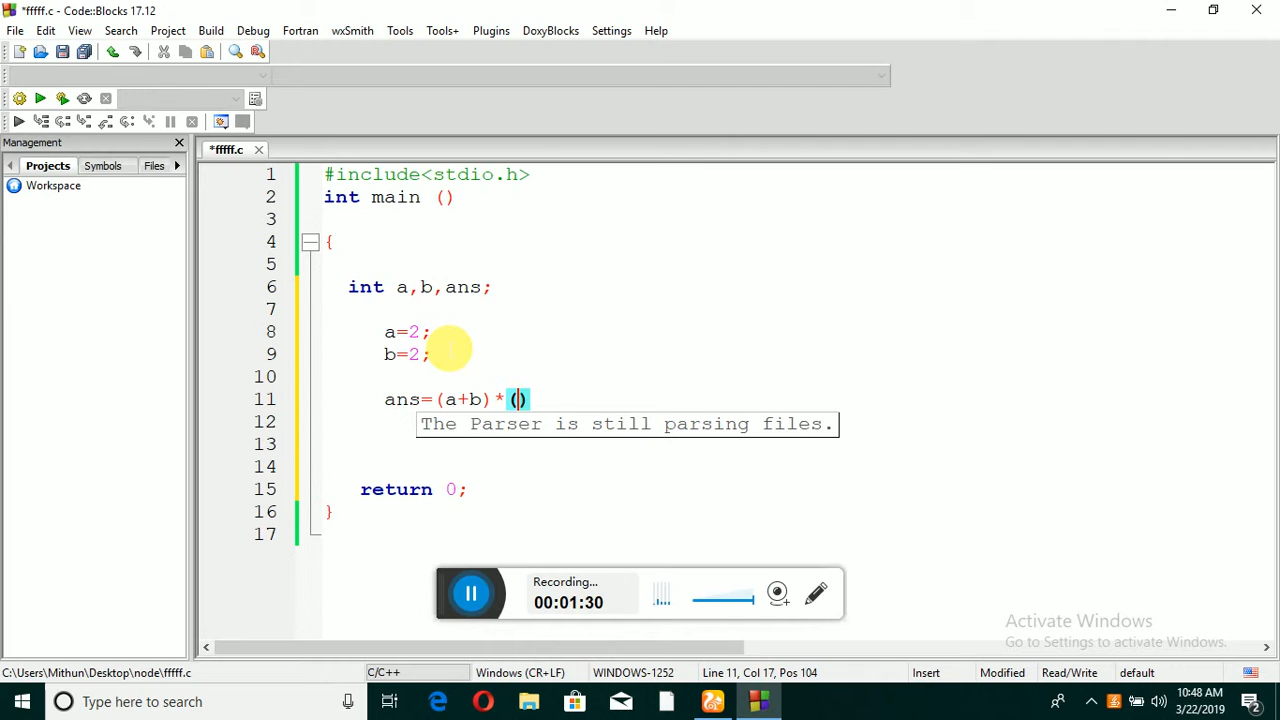 *fffff.c - Code::Blocks 17.12
File Edit View Search Project Build Debug Fortran wxSmith Tools Tools+ Plugins DoxyBlocks Settings Help
Management
*fffff.c
Projects Symbols Files
Workspace
1 #include<stdio.h>
2 int main ()
3
4 {
5
6 int a,b,ans;
7
8 a=2;
9 b=2;
10
11 ans=(a+b)*()
12 The Parser is still parsing files.
13
14
15 return 0;
16 }
17
Recording...
00:01:30
Activate Windows
Go to Settings to activate Windows.
C:\Users\Mithun\Desktop\node\fffff.c C/C++ Windows (CR+LF) WINDOWS-1252 Line 11, Col 17, Pos 104 Insert Modified Read/Write default
Type here to search
10:48 AM
3/22/2019
2